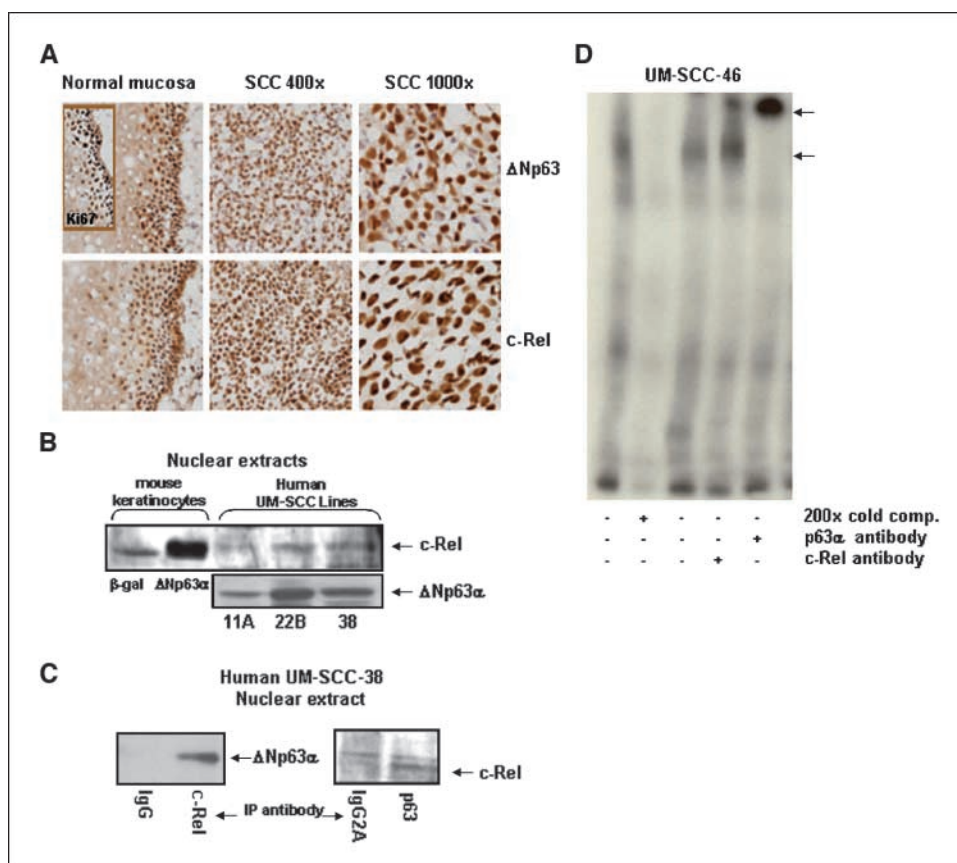 A
Normal mucosa SCC 400x SCC 1000x
Ki67
ΔNp63
c-Rel
B
Nuclear extracts
mouse keratinocytes
Human UM-SCC Lines
← c-Rel
β-gal ΔNp63α
← ΔNp63α
11A 22B 38
C
Human UM-SCC-38
Nuclear extract
← ΔNp63α
← c-Rel
IgG c-Rel ← IP antibody → IgG2A p63
D
UM-SCC-46
- + - - - 200x cold comp.
- - - - + p63α antibody
- - - + - c-Rel antibody